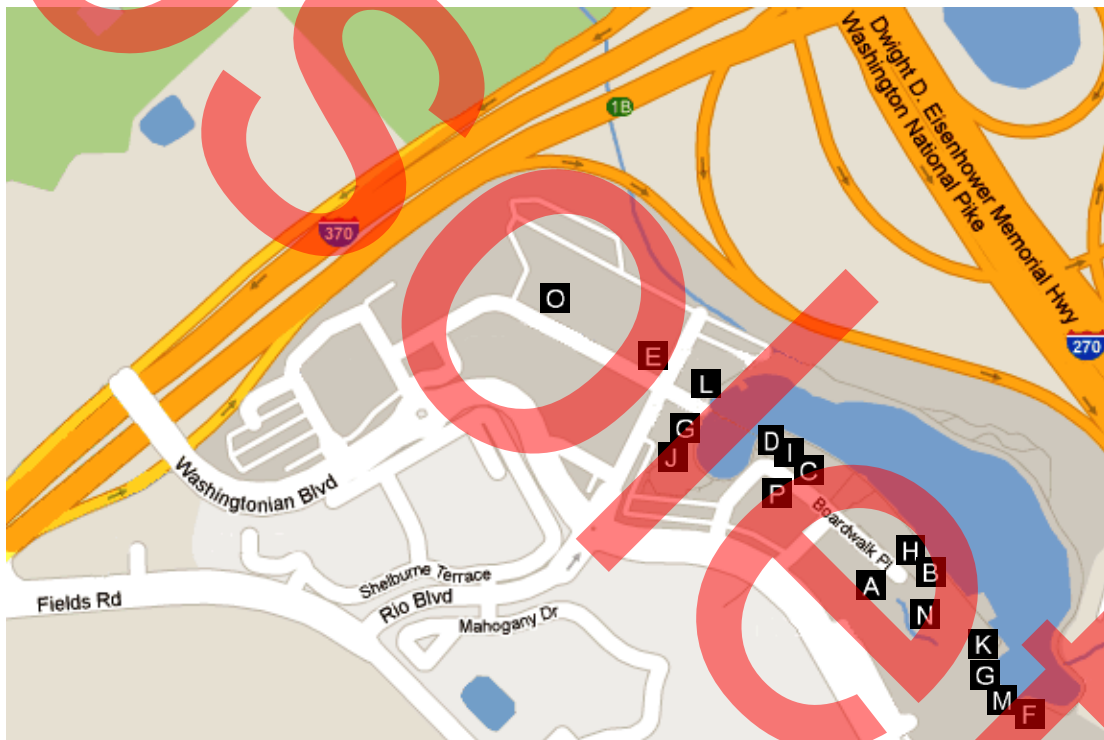 Dwight D. Eisenhower Memorial Hwy
Washington National Pike
1B
370
270
O
E
L
G
J
D
I
C
P
Boardwalk Pl
H
B
A
N
K
G
M
F
Washingtonian Blvd
Shelburne Terrace
Rio Blvd
Mahogany Dr
Fields Rd